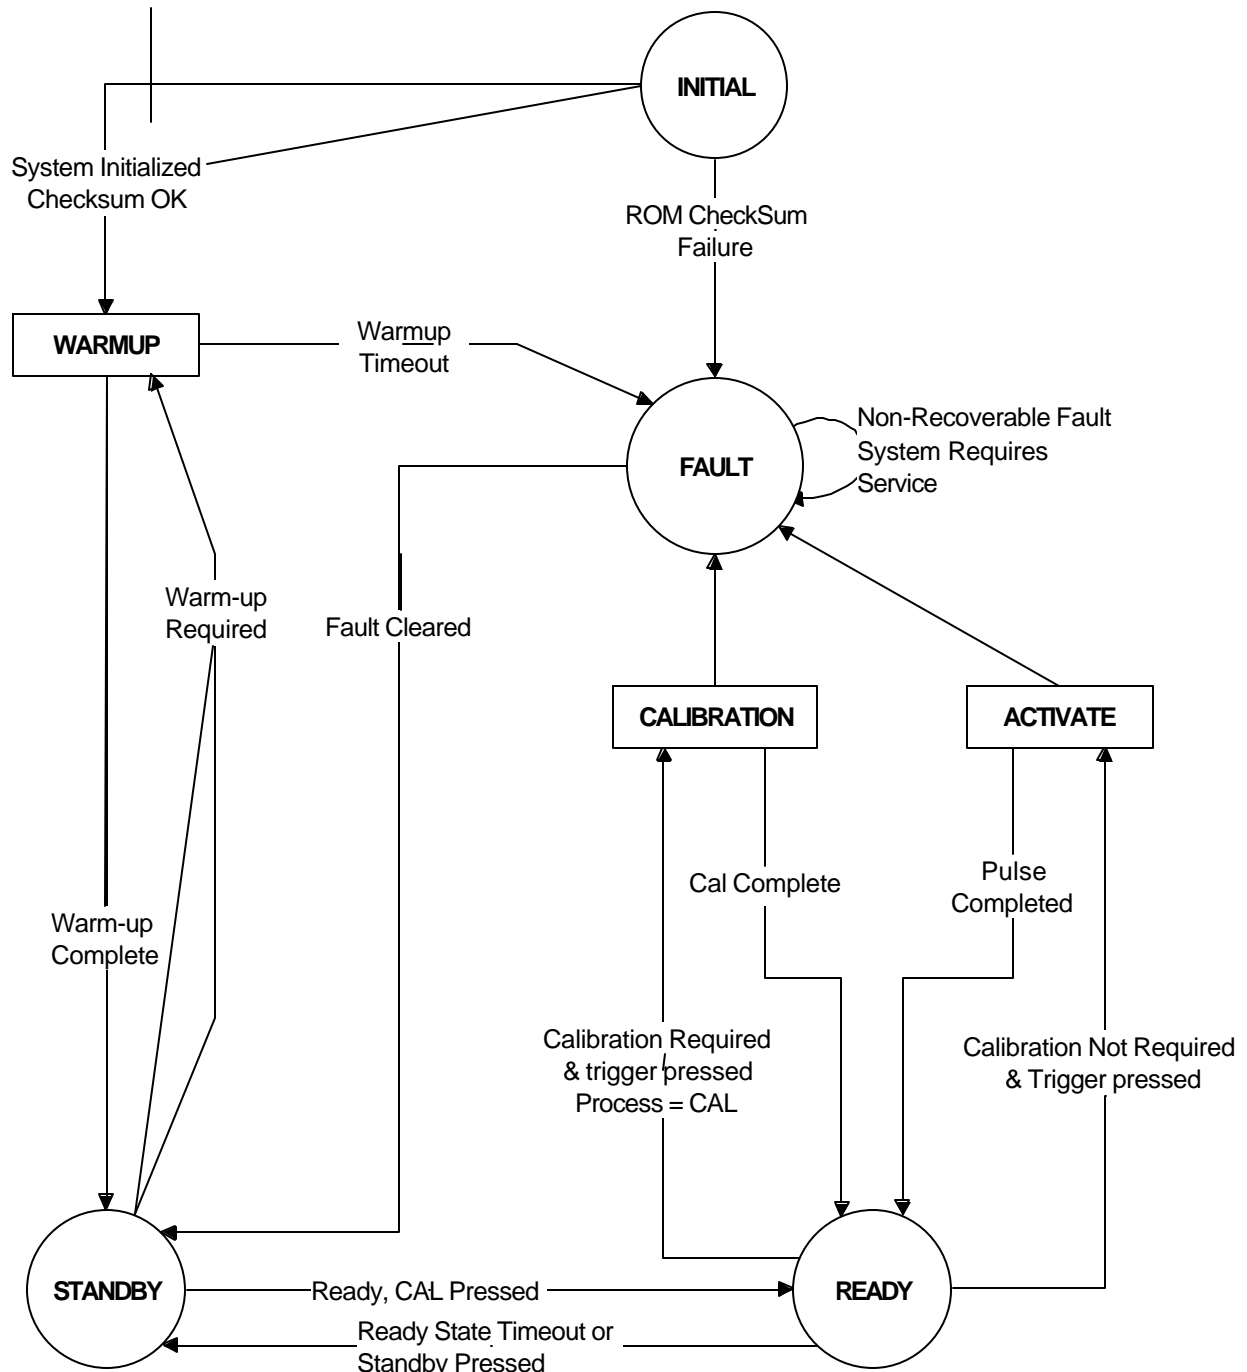 INITIAL
System Initialized
Checksum OK
ROM CheckSum
Failure
WARMUP
Warmup
Timeout
Non-Recoverable Fault
System Requires
Service
FAULT
Warm-up
Required
Fault Cleared
CALIBRATION
ACTIVATE
Cal Complete
Pulse
Completed
Warm-up
Complete
Calibration Required
& trigger pressed
Process = CAL
Calibration Not Required
& Trigger pressed
STANDBY
Ready, CAL Pressed
READY
Ready State Timeout or
Standby Pressed